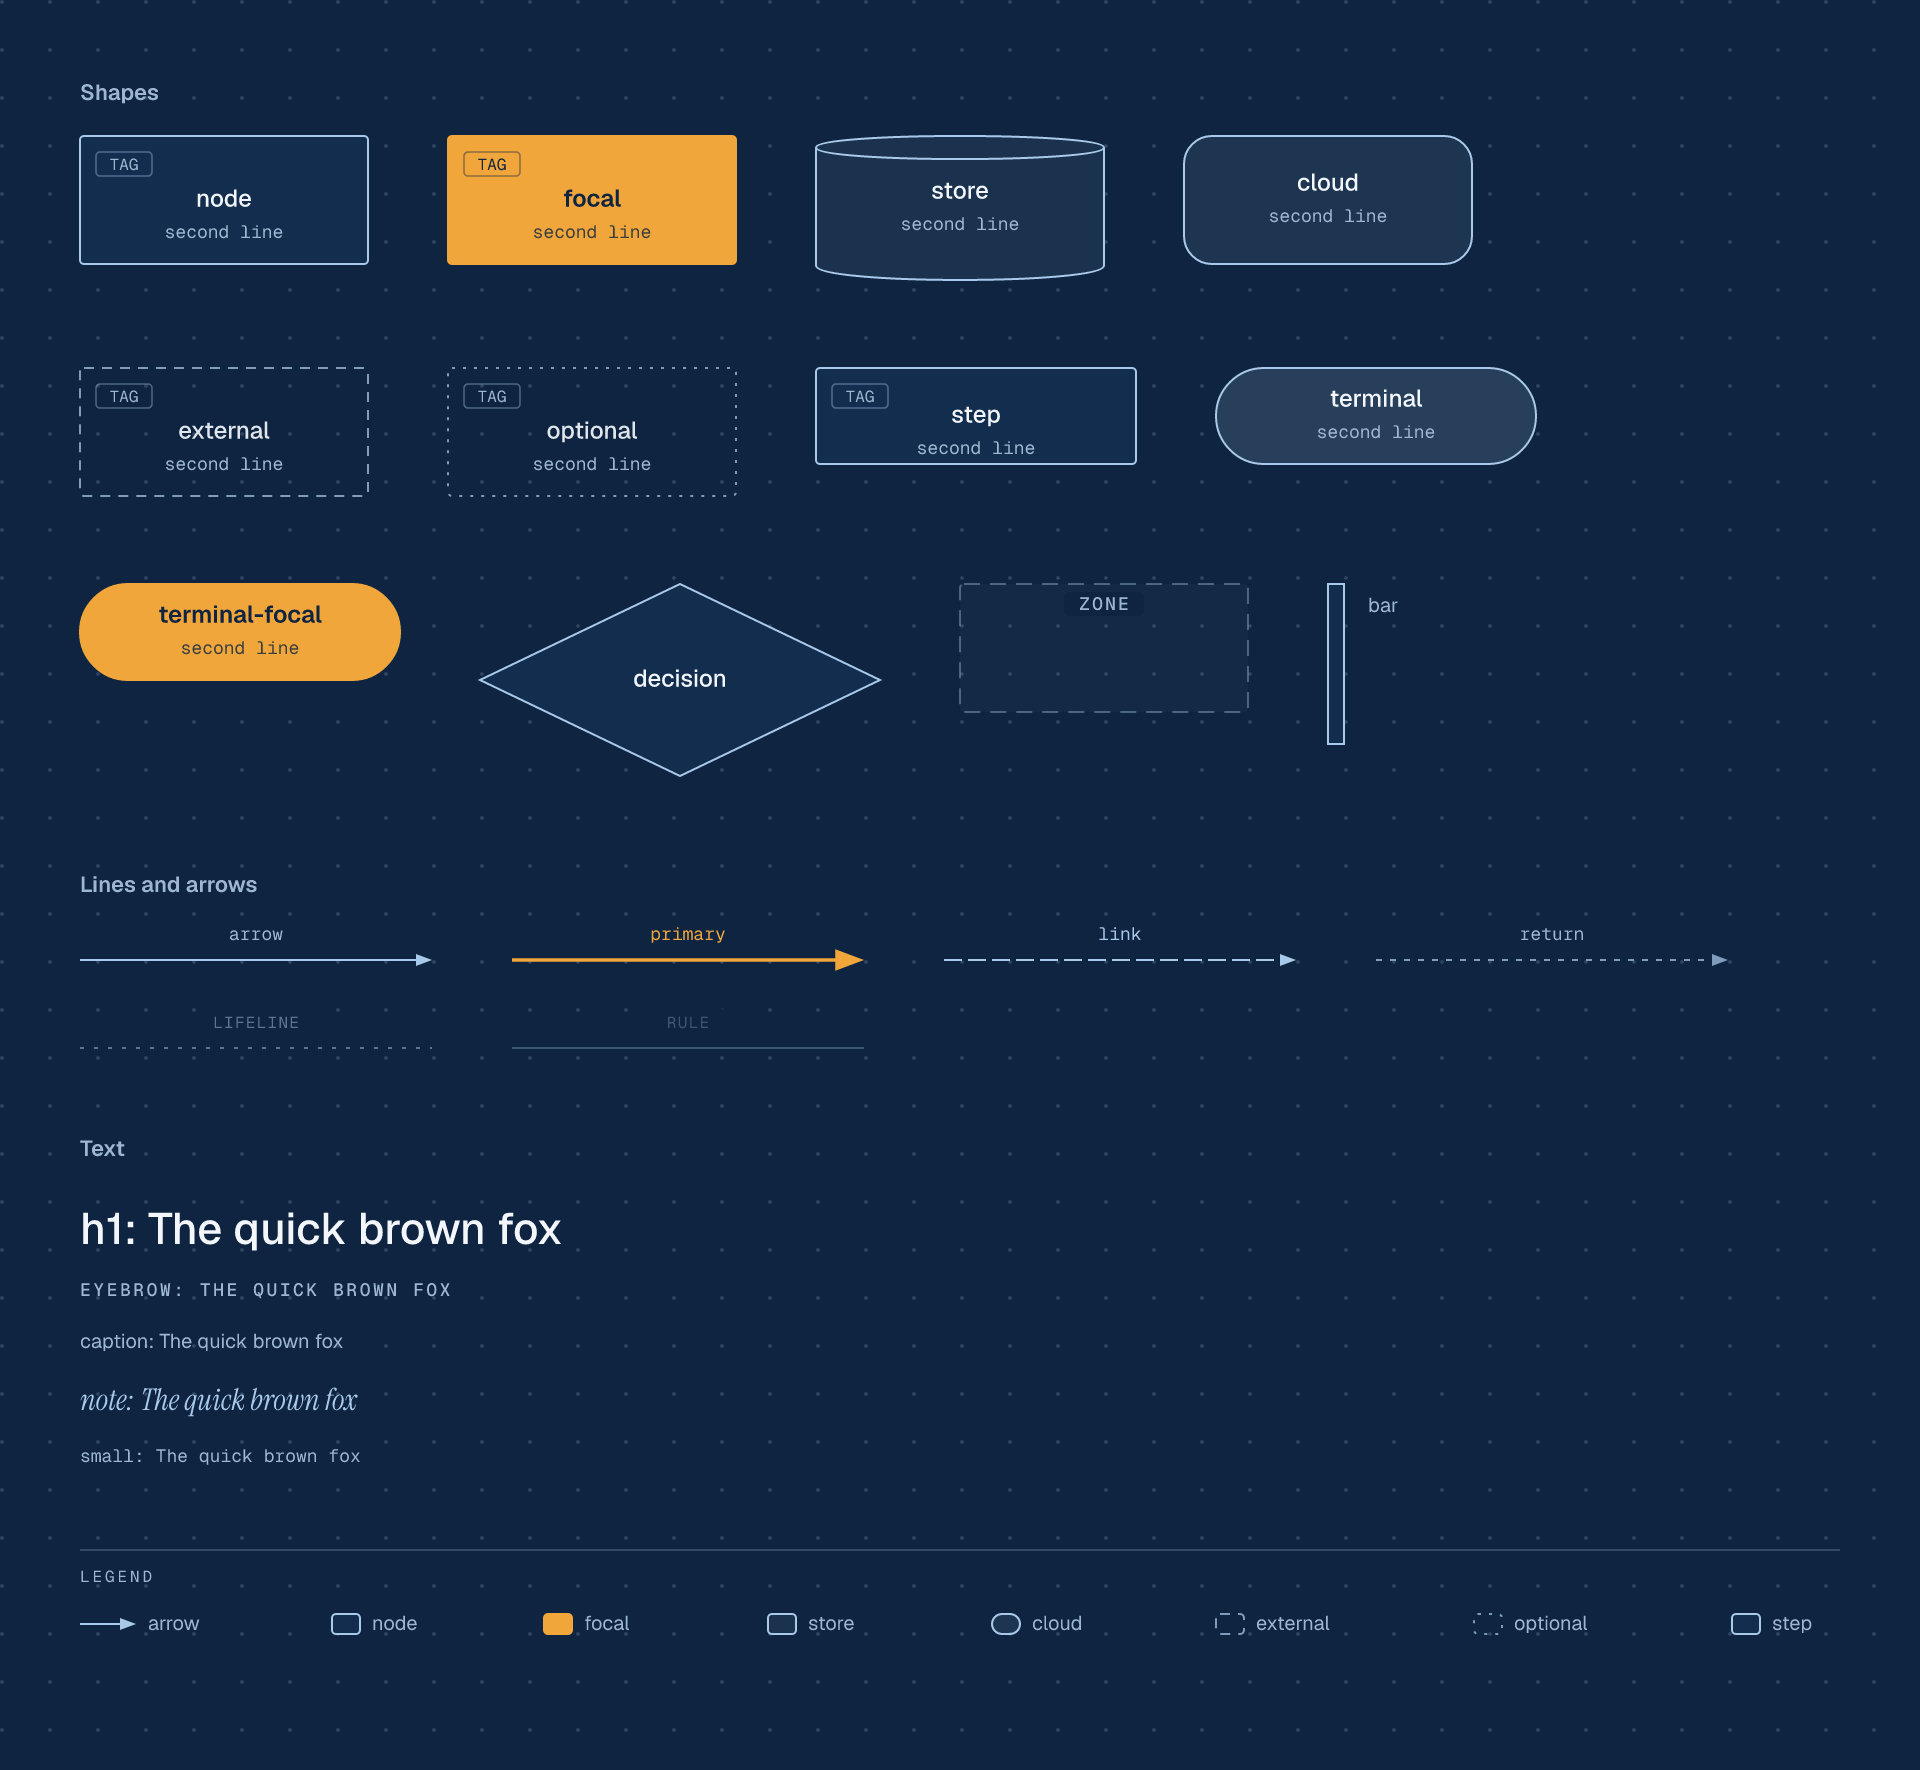 Shapes
TAG
node
second line
TAG
focal
second line
store
second line
cloud
second line
TAG
external
second line
TAG
optional
second line
TAG
step
second line
terminal
second line
terminal-focal
second line
decision
ZONE
bar
Lines and arrows
arrow
primary
link
return
LIFELINE
RULE
Text
h1: The quick brown fox
EYEBROW: THE QUICK BROWN FOX
caption: The quick brown fox
note: The quick brown fox
small: The quick brown fox
LEGEND
arrow
node
focal
store
cloud
external
optional
step